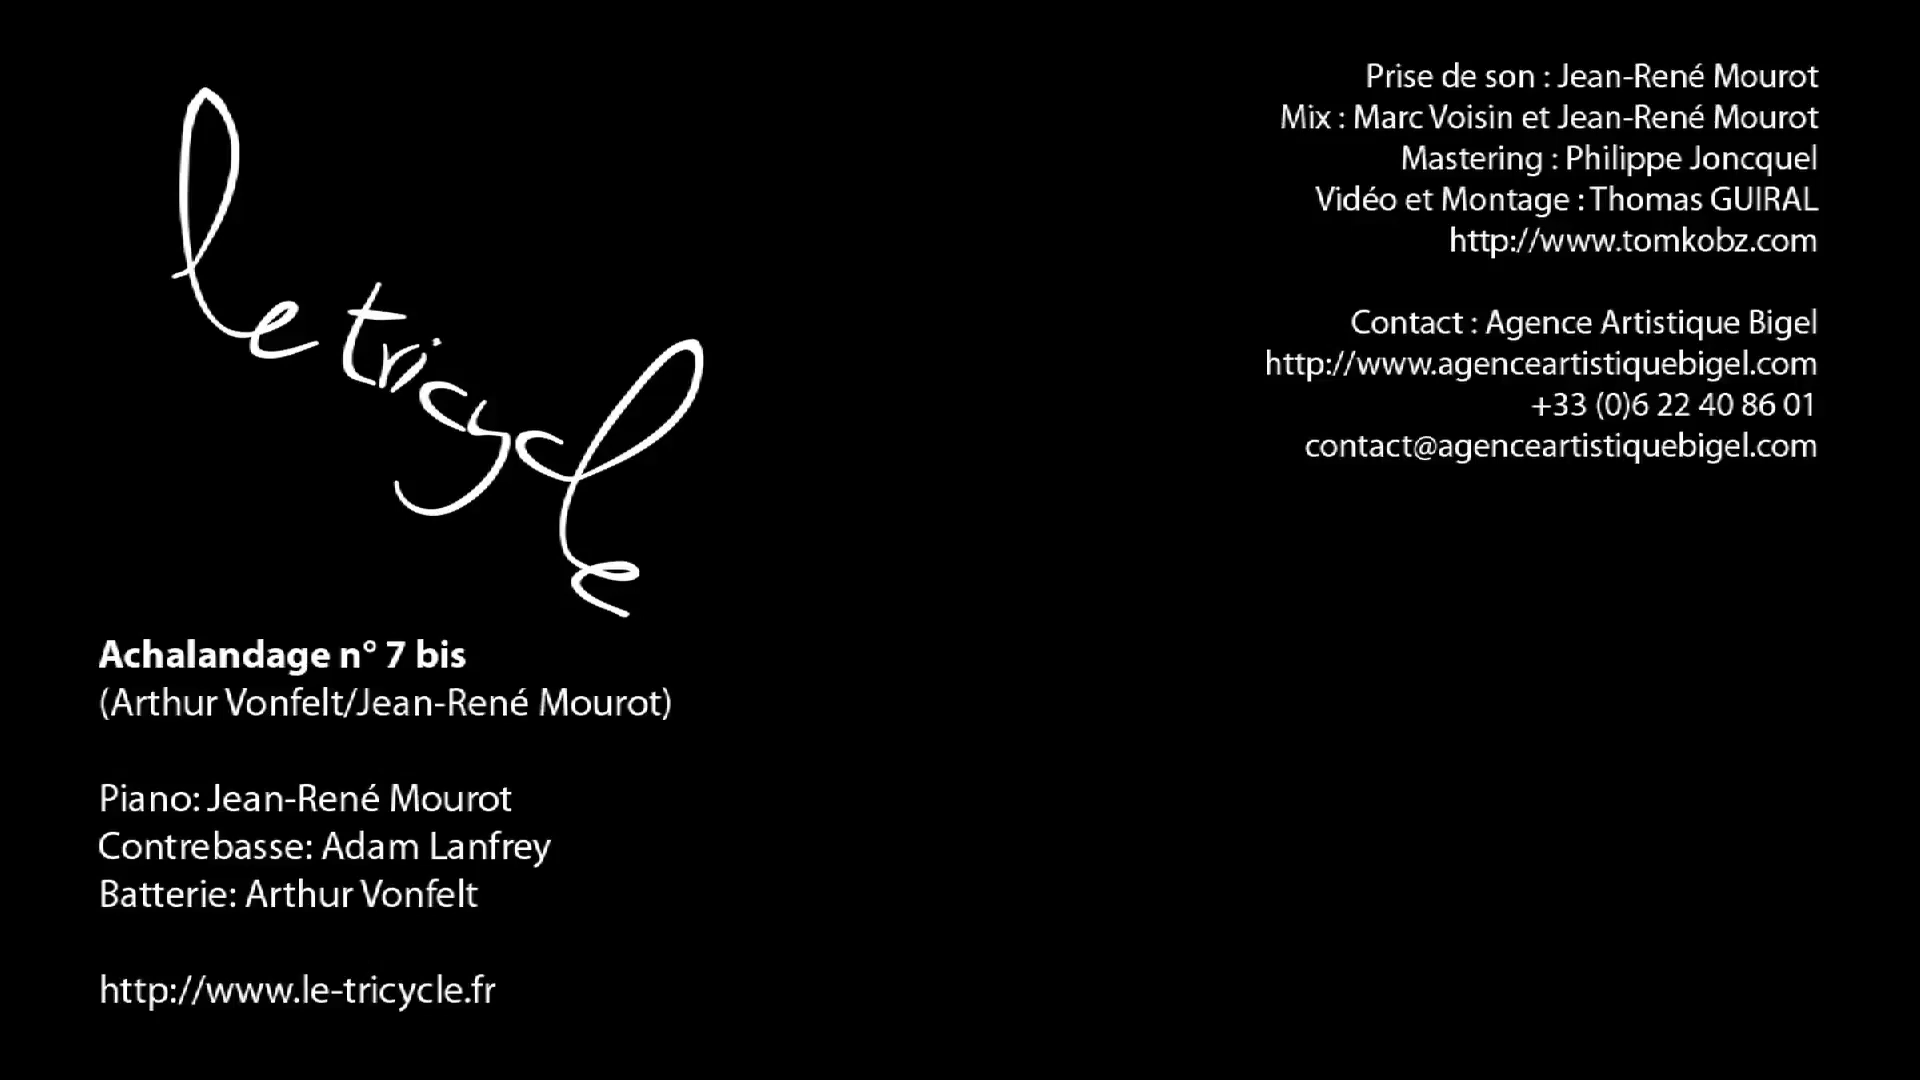 le tricycle
Achalandage n° 7 bis
(Arthur Vonfelt/Jean-René Mourot)
Piano: Jean-René Mourot
Contrebasse: Adam Lanfrey
Batterie: Arthur Vonfelt
http://www.le-tricycle.fr
Prise de son : Jean-René Mourot
Mix : Marc Voisin et Jean-René Mourot
Mastering : Philippe Joncquel
Vidéo et Montage : Thomas GUIRAL
http://www.tomkobz.com
Contact : Agence Artistique Bigel
http://www.agenceartistiquebigel.com
+33 (0)6 22 40 86 01
contact@agenceartistiquebigel.com